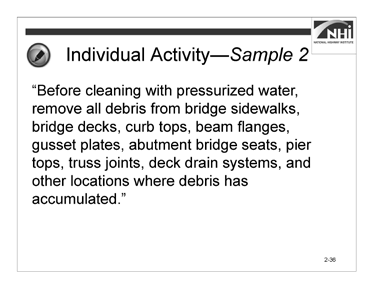 NHI
NATIONAL HIGHWAY INSTITUTE
Individual Activity—Sample 2
“Before cleaning with pressurized water,
remove all debris from bridge sidewalks,
bridge decks, curb tops, beam flanges,
gusset plates, abutment bridge seats, pier
tops, truss joints, deck drain systems, and
other locations where debris has
accumulated.”
2-36